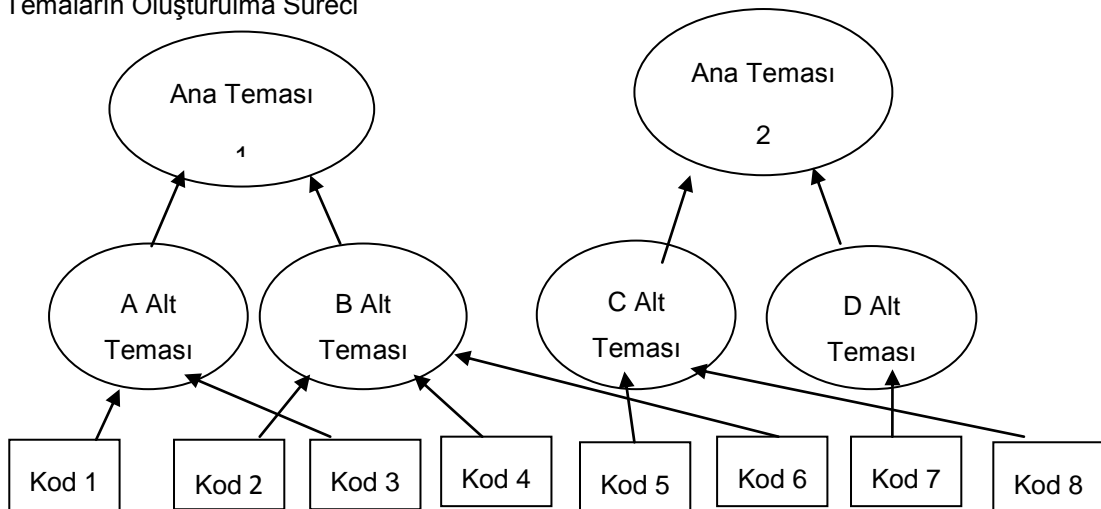 Temaların Oluşturulma Süreci
Ana Teması
1
Ana Teması
2
A Alt
Teması
B Alt
Teması
C Alt
Teması
D Alt
Teması
Kod 1
Kod 2
Kod 3
Kod 4
Kod 5
Kod 6
Kod 7
Kod 8